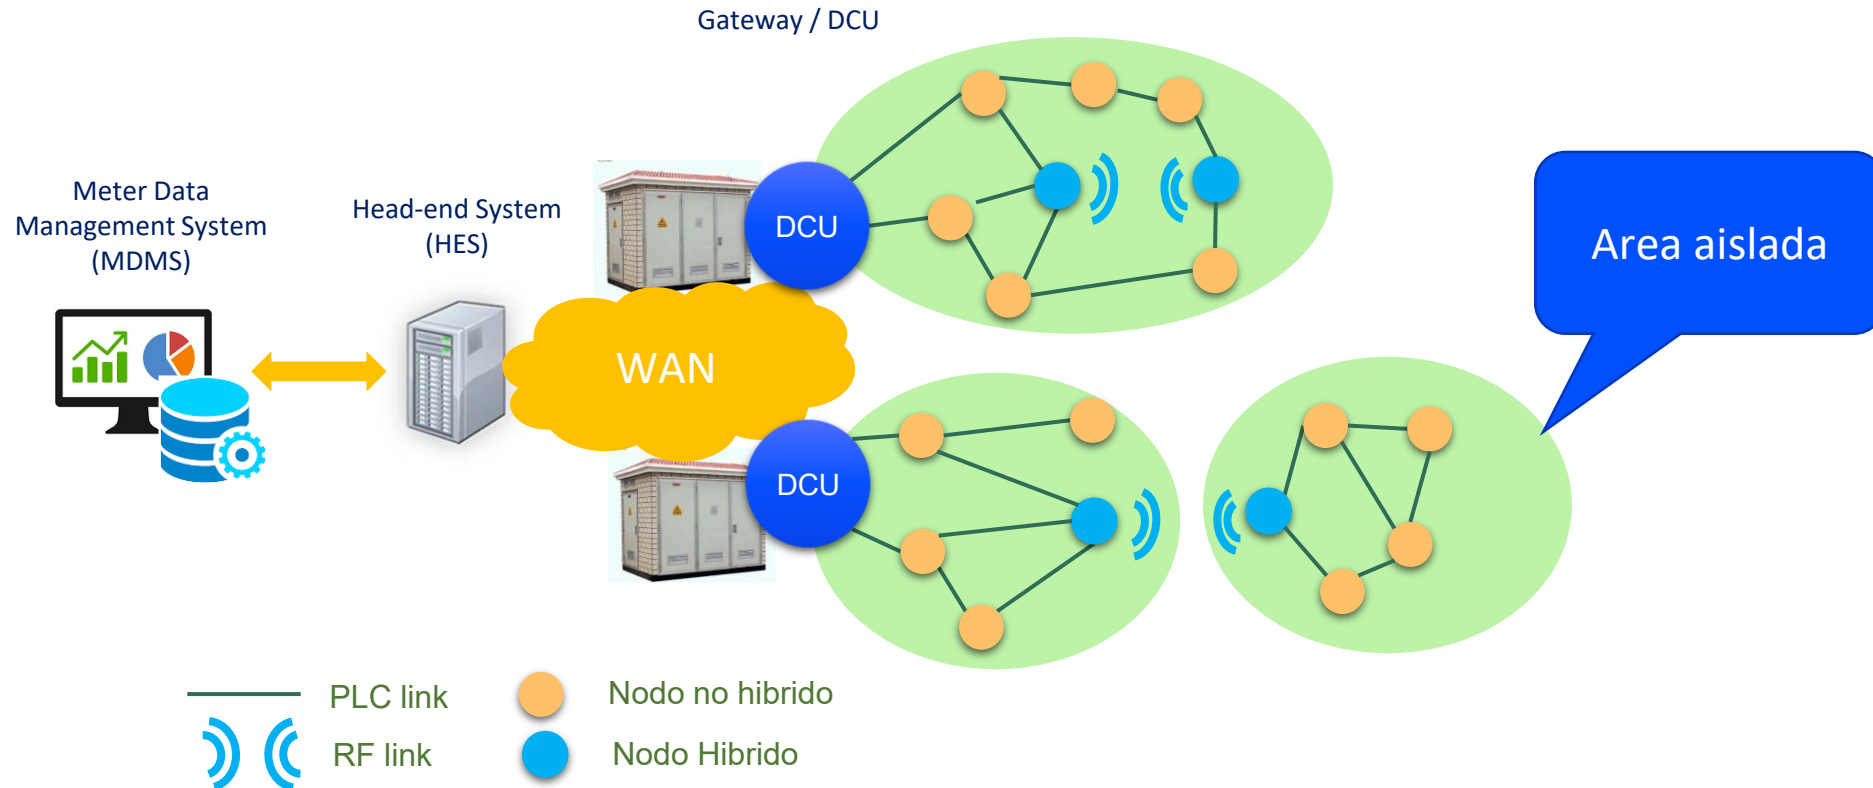 Gateway / DCU
Meter Data
Management System
(MDMS)
Head-end System
(HES)
DCU
Area aislada
WAN
DCU
PLC link
Nodo no hibrido
RF link
Nodo Hibrido